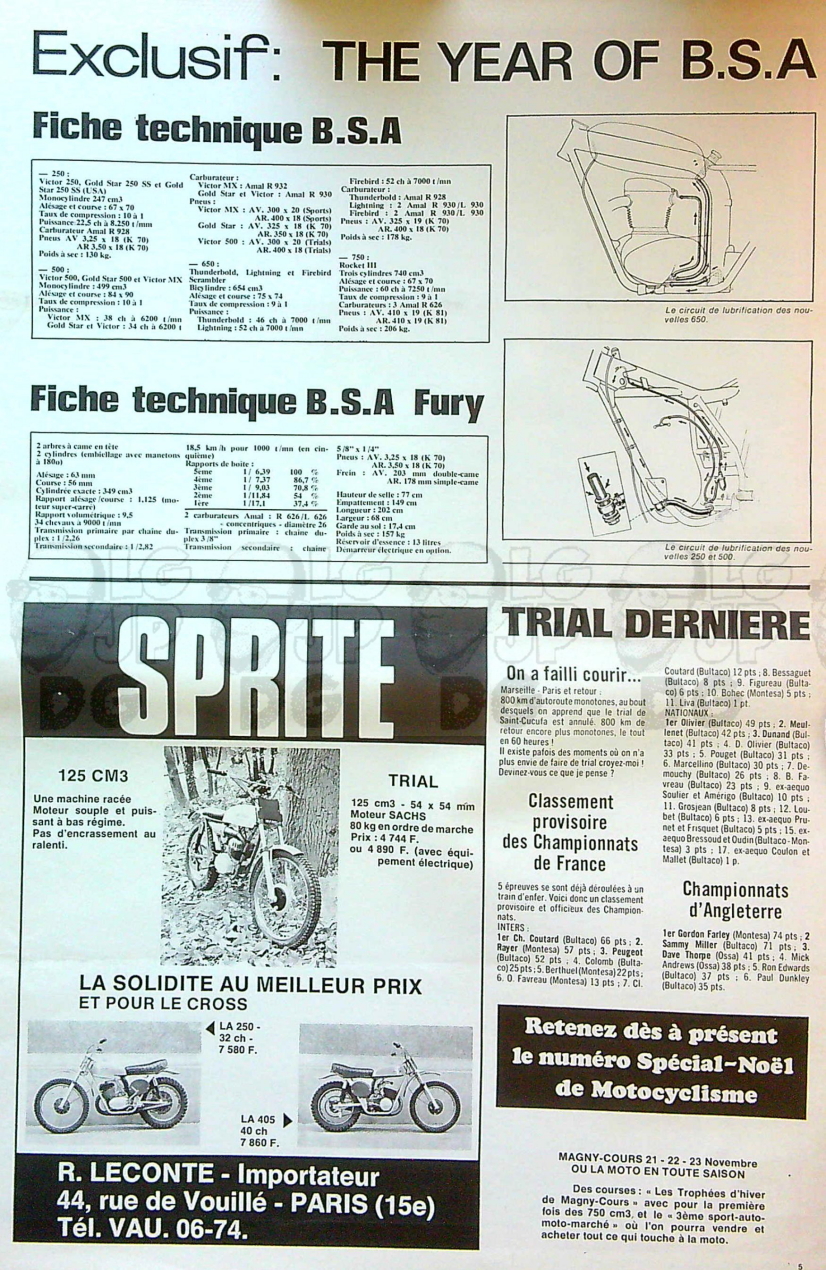 Exclusif: THE YEAR OF B.S.A
Fiche technique B.S.A
— 250 :
Victor 250, Gold Star 250 SS et Gold
Star 250 SS (USA)
Monocylindre 247 cm3
Alésage et course : 67 x 70
Taux de compression : 10 à 1
Puissance 22,5 ch à 8.250 t/mn
Carburateur Amal R 928
Pneus AV 3,25 x 18 (K 70)
AR 3,50 x 18 (K 70)
Poids à sec : 130 kg.
— 500 :
Victor 500, Gold Star 500 et Victor MX
Monocylindre : 499 cm3
Alésage et course : 84 x 90
Taux de compression : 10 à 1
Puissance :
Victor MX : 38 ch à 6200 t/mn
Gold Star et Victor : 34 ch à 6200 t
Carburateur :
Victor MX : Amal R 932
Gold Star et Victor : Amal R 930
Pneus :
Victor MX : AV. 300 x 20 (Sports)
AR. 400 x 18 (Sports)
Gold Star : AV. 325 x 18 (K 70)
AR. 350 x 18 (K 70)
Victor 500 : AV. 300 x 20 (Trials)
AR. 400 x 18 (Trials)
— 650 :
Thunderbold, Lightning et Firebird
Scrambler
Bicylindre : 654 cm3
Alésage et course : 75 x 74
Taux de compression : 9 à 1
Puissance :
Thunderbold : 46 ch à 7000 t/mn
Lightning : 52 ch à 7000 t/mn
Firebird : 52 ch à 7000 t/mn
Carburateur :
Thunderbold : Amal R 928
Lightning : 2 Amal R 930/L 930
Firebird : 2 Amal R 930/L 930
Pneus : AV. 325 x 19 (K 70)
AR. 400 x 18 (K 70)
Poids à sec : 178 kg.
— 750 :
Rocket III
Trois cylindres 740 cm3
Alésage et course : 67 x 70
Puissance : 60 ch à 7250 t/mn
Taux de compression : 9 à 1
Carburateurs : 3 Amal R 626
Pneus : AV. 410 x 19 (K 81)
AR. 410 x 19 (K 81)
Poids à sec : 206 kg.
Le circuit de lubrification des nou-
velles 650.
Fiche technique B.S.A Fury
2 arbres à came en tête
2 cylindres (embiellage avec manetons
à 180o)
Alésage : 63 mm
Course : 56 mm
Cylindrée exacte : 349 cm3
Rapport alésage/course : 1,125 (mo-
teur super-carré)
Rapport volumétrique : 9,5
34 chevaux à 9000 t/mn
Transmission primaire par chaîne du-
plex : 1/2,26
Transmission secondaire : 1/2,82
18,5 km/h pour 1000 t/mn (en cin-
quième)
Rapports de boîte :
5ème 1/ 6,39 100 %
4ème 1/ 7,37 86,7 %
3ème 1/ 9,03 70,8 %
2ème 1/11,84 54 %
1ère 1/17,1 37,4 %
2 carburateurs Amal : R 626/L 626
- concentriques - diamètre 26
Transmission primaire : chaîne du-
plex 3/8"
Transmission secondaire : chaîne
5/8" x 1/4"
Pneus : AV. 3,25 x 18 (K 70)
AR. 3,50 x 18 (K 70)
Frein : AV. 203 mm double-came
AR. 178 mm simple-came
Hauteur de selle : 77 cm
Empattement : 149 cm
Longueur : 202 cm
Largeur : 68 cm
Garde au sol : 17,4 cm
Poids à sec : 157 kg
Réservoir d'essence : 13 litres
Démarreur électrique en option.
Le circuit de lubrification des nou-
velles 250 et 500.
SPRITE
125 CM3
Une machine racée
Moteur souple et puis-
sant à bas régime.
Pas d'encrassement au
ralenti.
TRIAL
125 cm3 - 54 x 54 mm
Moteur SACHS
80 kg en ordre de marche
Prix : 4 744 F.
ou 4 890 F. (avec équi-
pement électrique)
LA SOLIDITE AU MEILLEUR PRIX
ET POUR LE CROSS
LA 250 -
32 ch -
7 580 F.
LA 405
40 ch
7 860 F.
R. LECONTE - Importateur
44, rue de Vouillé - PARIS (15e)
Tél. VAU. 06-74.
TRIAL DERNIERE
On a failli courir...
Marseille - Paris et retour :
800 km d'autoroute monotones, au bout
desquels on apprend que le trial de
Saint-Cucufa est annulé. 800 km de
retour encore plus monotones, le tout
en 60 heures !
Il existe pafois des moments où on n'a
plus envie de faire de trial croyez-moi !
Devinez-vous ce que je pense ?
Classement
provisoire
des Championnats
de France
5 épreuves se sont déjà déroulées à un
train d'enfer. Voici donc un classement
provisoire et officieux des Champion-
nats.
INTERS :
1er Ch. Coutard (Bultaco) 66 pts ; 2.
Rayer (Montesa) 57 pts ; 3. Peugeot
(Bultaco) 52 pts ; 4. Colomb (Bulta-
co) 25 pts ; 5. Berthuel (Montesa) 22 pts ;
6. O. Favreau (Montesa) 13 pts ; 7. Cl.
Coutard (Bultaco) 12 pts ; 8. Bessaguet
(Bultaco) 8 pts ; 9. Figureau (Bulta-
co) 6 pts ; 10. Bohec (Montesa) 5 pts ;
11. Liva (Bultaco) 1 pt.
NATIONAUX :
1er Olivier (Bultaco) 49 pts ; 2. Meul-
lenet (Bultaco) 42 pts ; 3. Dunand (Bul-
taco) 41 pts ; 4. D. Olivier (Bultaco)
33 pts ; 5. Pouget (Bultaco) 31 pts ;
6. Marcellino (Bultaco) 30 pts ; 7. De-
mouchy (Bultaco) 26 pts ; 8. B. Fa-
vreau (Bultaco) 23 pts ; 9. ex-aequo
Soulier et Amérigo (Bultaco) 10 pts ;
11. Grosjean (Bultaco) 8 pts ; 12. Lou-
bet (Bultaco) 6 pts ; 13. ex-aequo Pru-
net et Frisquet (Bultaco) 5 pts ; 15. ex-
aequo Bressoud et Oudin (Bultaco - Mon-
tesa) 3 pts ; 17. ex-aequo Coulon et
Mallet (Bultaco) 1 p.
Championnats
d'Angleterre
1er Gordon Farley (Montesa) 74 pts ; 2
Sammy Miller (Bultaco) 71 pts ; 3.
Dave Thorpe (Ossa) 41 pts ; 4. Mick
Andrews (Ossa) 38 pts ; 5. Ron Edwards
(Bultaco) 37 pts ; 6. Paul Dunkley
(Bultaco) 35 pts.
Retenez dès à présent
le numéro Spécial-Noël
de Motocyclisme
MAGNY-COURS 21 - 22 - 23 Novembre
OU LA MOTO EN TOUTE SAISON
Des courses : « Les Trophées d'hiver
de Magny-Cours » avec pour la première
fois des 750 cm3, et le « 3ème sport-auto-
moto-marché » où l'on pourra vendre et
acheter tout ce qui touche à la moto.
5